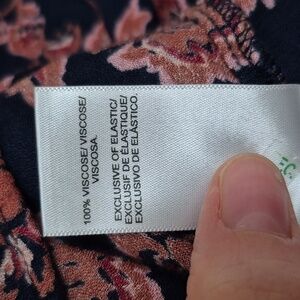 100% VISCOSE/ VISCOSE/
VISCOSA.
EXCLUSIVE OF ELASTIC/
EXCLUSIF DE ÉLASTIQUE/
EXCLUSIVO DE ELÁSTICO.